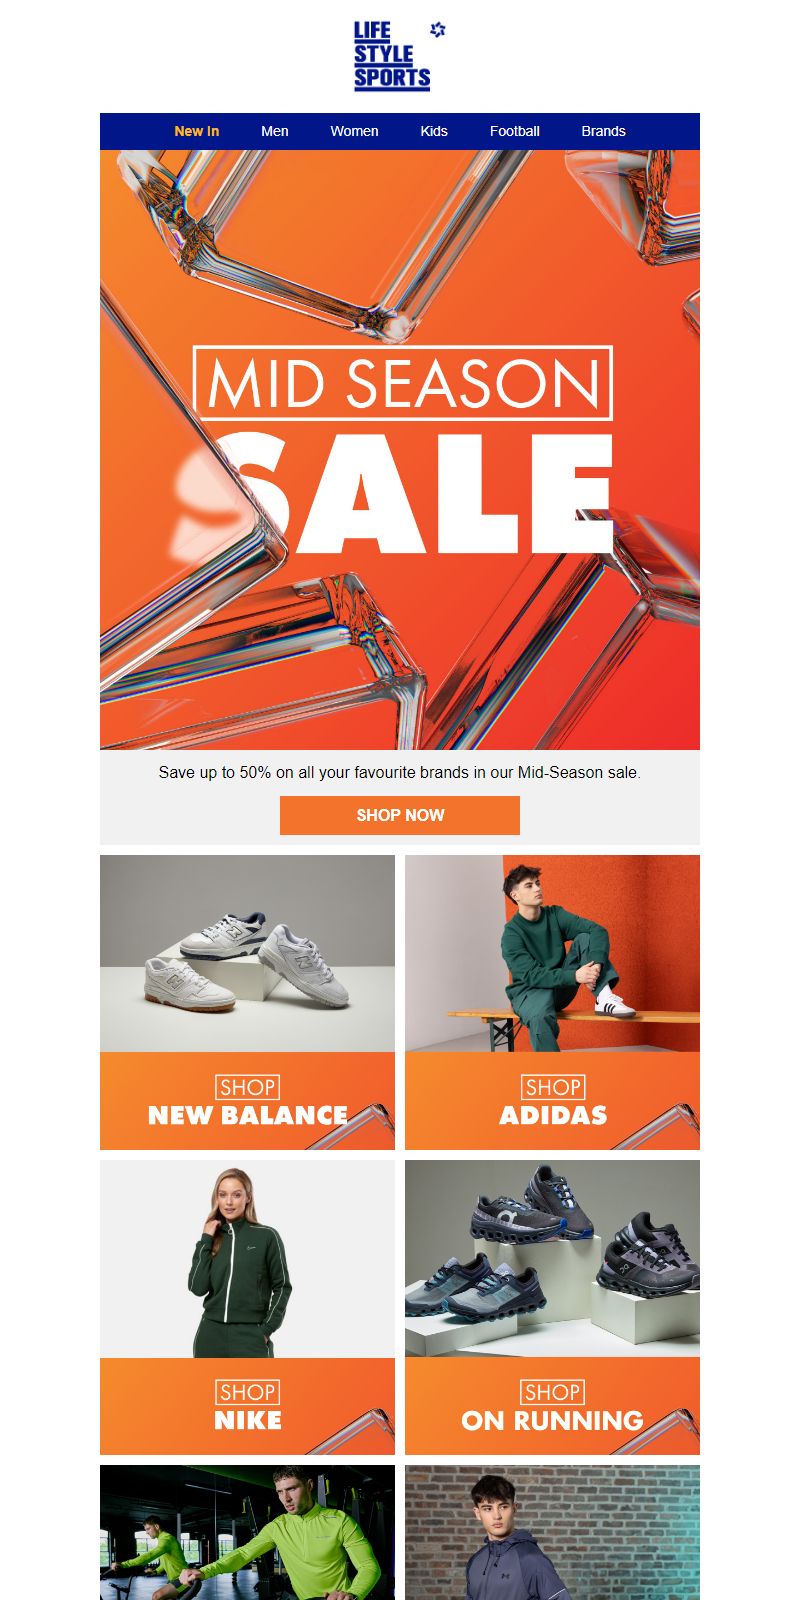 LIFE
STYLE
SPORTS
New In Men Women Kids Football Brands
MID SEASON
SALE
Save up to 50% on all your favourite brands in our Mid-Season sale.
SHOP NOW
SHOP
NEW BALANCE
SHOP
ADIDAS
SHOP
NIKE
SHOP
ON RUNNING